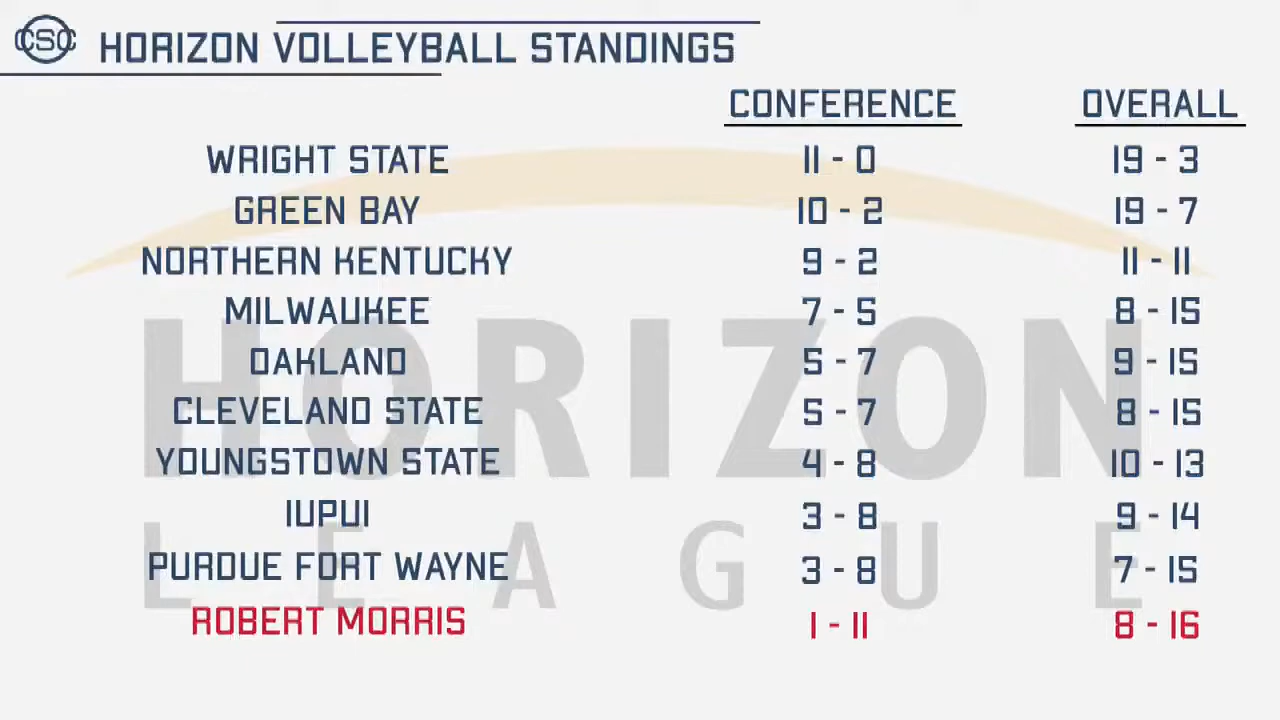 CSC HORIZON VOLLEYBALL STANDINGS
CONFERENCE OVERALL
WRIGHT STATE 11 - 0 19 - 3
GREEN BAY 10 - 2 19 - 7
NORTHERN KENTUCKY 9 - 2 11 - 11
MILWAUKEE 7 - 5 8 - 15
OAKLAND 5 - 7 9 - 15
CLEVELAND STATE 5 - 7 8 - 15
YOUNGSTOWN STATE 4 - 8 10 - 13
IUPUI 3 - 8 9 - 14
PURDUE FORT WAYNE 3 - 8 7 - 15
ROBERT MORRIS 1 - 11 8 - 16
HORIZON
LEAGUE